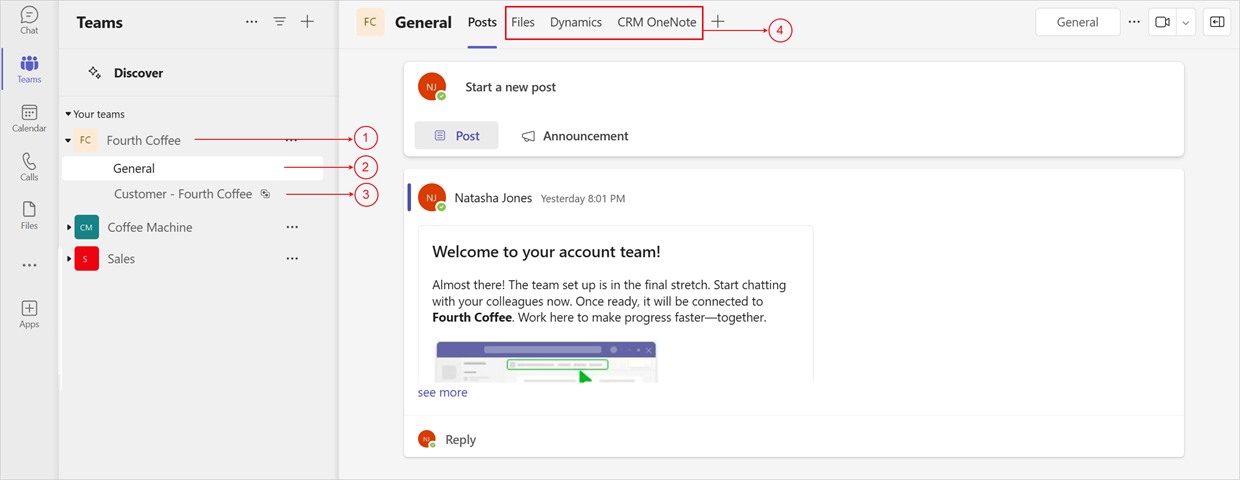 Chat
Teams
Calendar
Calls
Files
Apps
Teams
Discover
Your teams
FC Fourth Coffee
General
Customer - Fourth Coffee
CM Coffee Machine
S Sales
1
2
3
FC General Posts Files Dynamics CRM OneNote
4
General
NJ Start a new post
Post Announcement
NJ Natasha Jones Yesterday 8:01 PM
Welcome to your account team!
Almost there! The team set up is in the final stretch. Start chatting
with your colleagues now. Once ready, it will be connected to
Fourth Coffee. Work here to make progress faster—together.
see more
NJ Reply